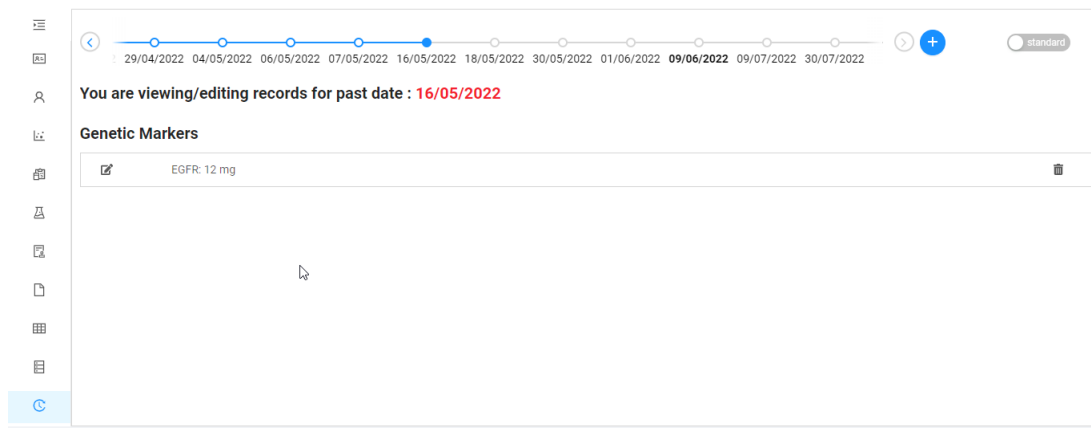 29/04/2022 04/05/2022 06/05/2022 07/05/2022 16/05/2022 18/05/2022 30/05/2022 01/06/2022 09/06/2022 09/07/2022 30/07/2022
standard
You are viewing/editing records for past date : 16/05/2022
Genetic Markers
EGFR: 12 mg